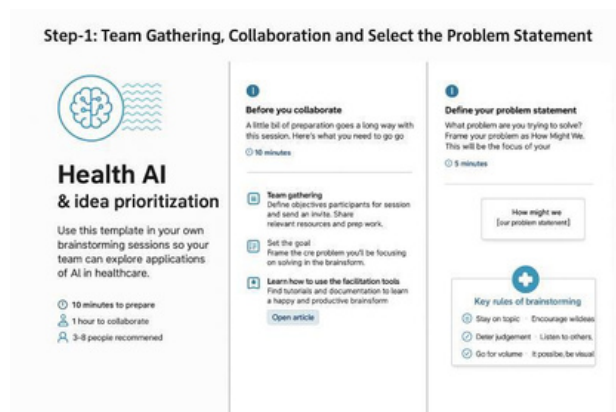 Step-1: Team Gathering, Collaboration and Select the Problem Statement
Health AI
& idea prioritization
Use this template in your own
brainstorming sessions so your
team can explore applications
of AI in healthcare.
10 minutes to prepare
1 hour to collaborate
3-8 people recommened
Before you collaborate
A little bil of preparation goes a long way with
this session. Here's what you need to go go
10 minutes
Team gathering
Define objectives participants for session
and send an invite. Share
relevant resources and prep work.
Set the goal
Frame the cre problem you'll be focusing
on solving in the brainsform.
Learn how to use the facilitation tools
Find tutorials and documentation to learn
a happy and productive brainsform
Open article
Define your problem statement
What problem are you trying to solve?
Frame your problem as How Might We.
This will be the focus of your
5 minutes
How might we
[our problem statement]
Key rules of brainstorming
Stay on topic · Encourage wildeas
Deter judgement · Listen to others.
Go for volume · It possibe, be visual